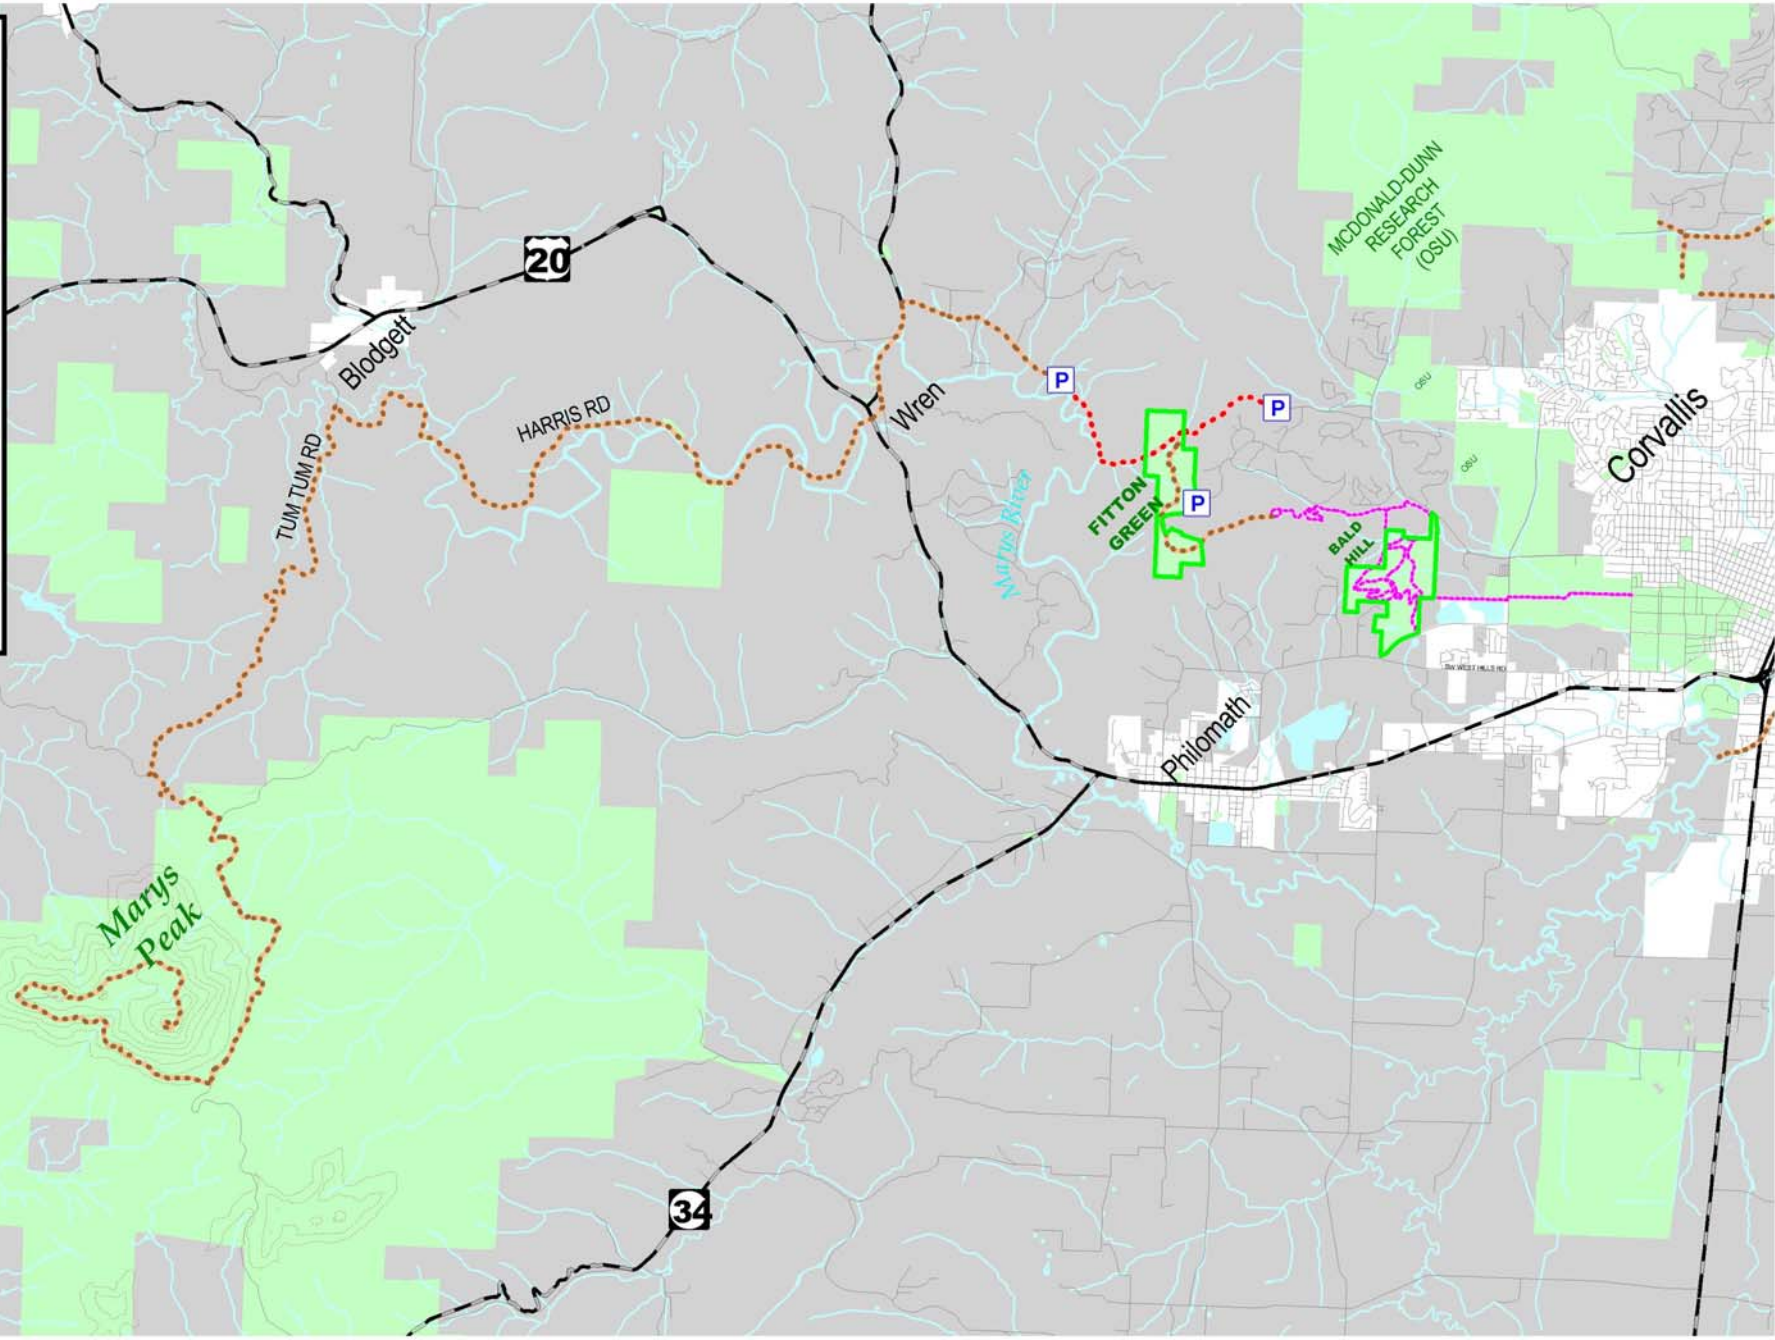 MCDONALD-DUNN
RESEARCH
FOREST
(OSU)
20
Blodgett
HARRIS RD
TUM TUM RD
Wren
P
P
P
OSU
OSU
Corvallis
FITTON
GREEN
BALD
HILL
Marys River
SW WEST HILLS RD
Philomath
Marys
Peak
34